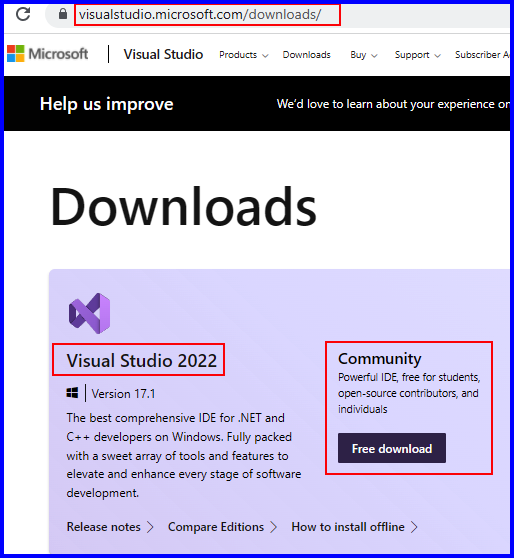 visualstudio.microsoft.com/downloads/
Microsoft Visual Studio Products Downloads Buy Support Subscriber A
Help us improve We'd love to learn about your experience on
Downloads
Visual Studio 2022
Version 17.1
The best comprehensive IDE for .NET and
C++ developers on Windows. Fully packed
with a sweet array of tools and features to
elevate and enhance every stage of software
development.
Community
Powerful IDE, free for students,
open-source contributors, and
individuals
Free download
Release notes Compare Editions How to install offline